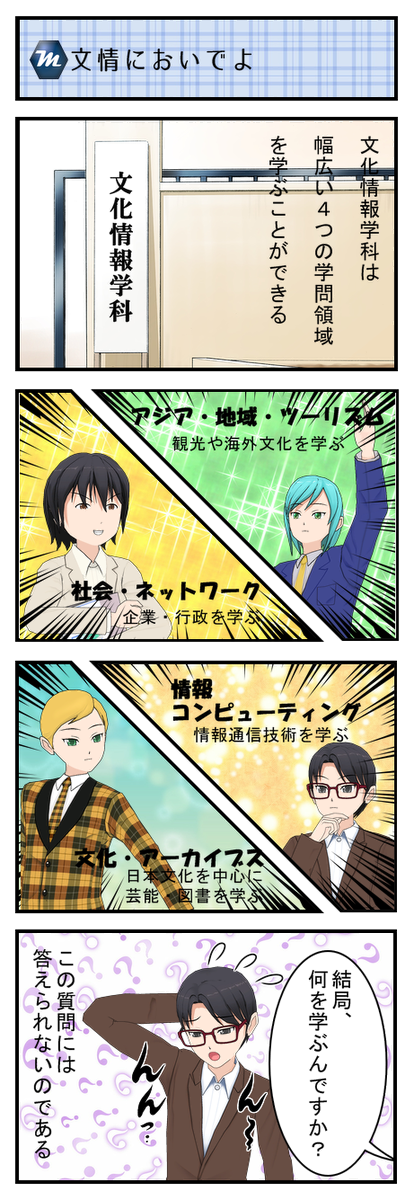 m 文情においでよ
文化情報学科は
幅広い4つの学問領域
を学ぶことができる
文化情報学科
アジア・地域・ツーリズム
観光や海外文化を学ぶ
社会・ネットワーク
企業・行政を学ぶ
情報
コンピューティング
情報通信技術を学ぶ
文化・アーカイブス
日本文化を中心に
芸能・図書を学ぶ
結局、
何を学ぶんですか?
ん~
んん?
この質問には
答えられないのである